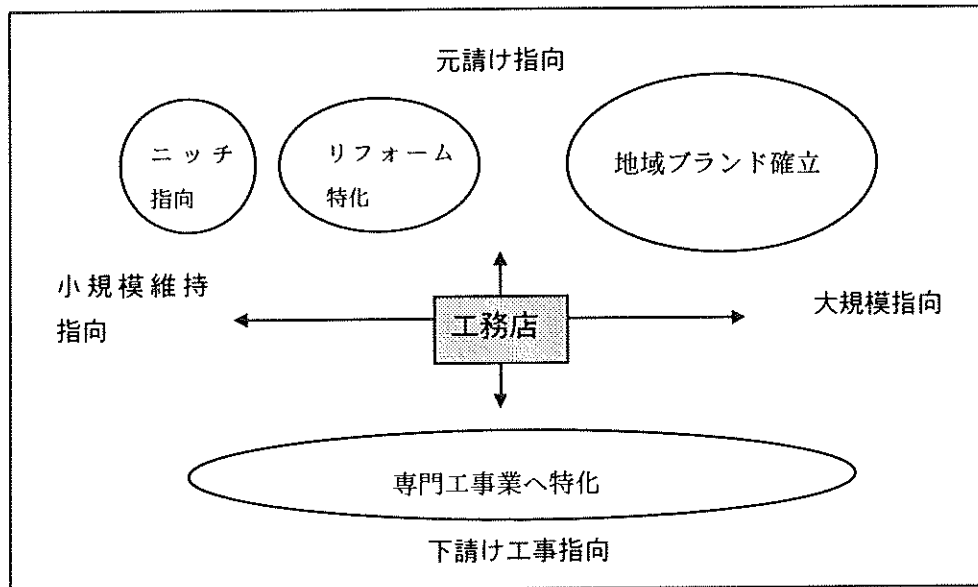 元請け指向
ニッチ
指向
リフォーム
特化
地域ブランド確立
小規模維持
指向
工務店
大規模指向
専門工事業へ特化
下請け工事指向